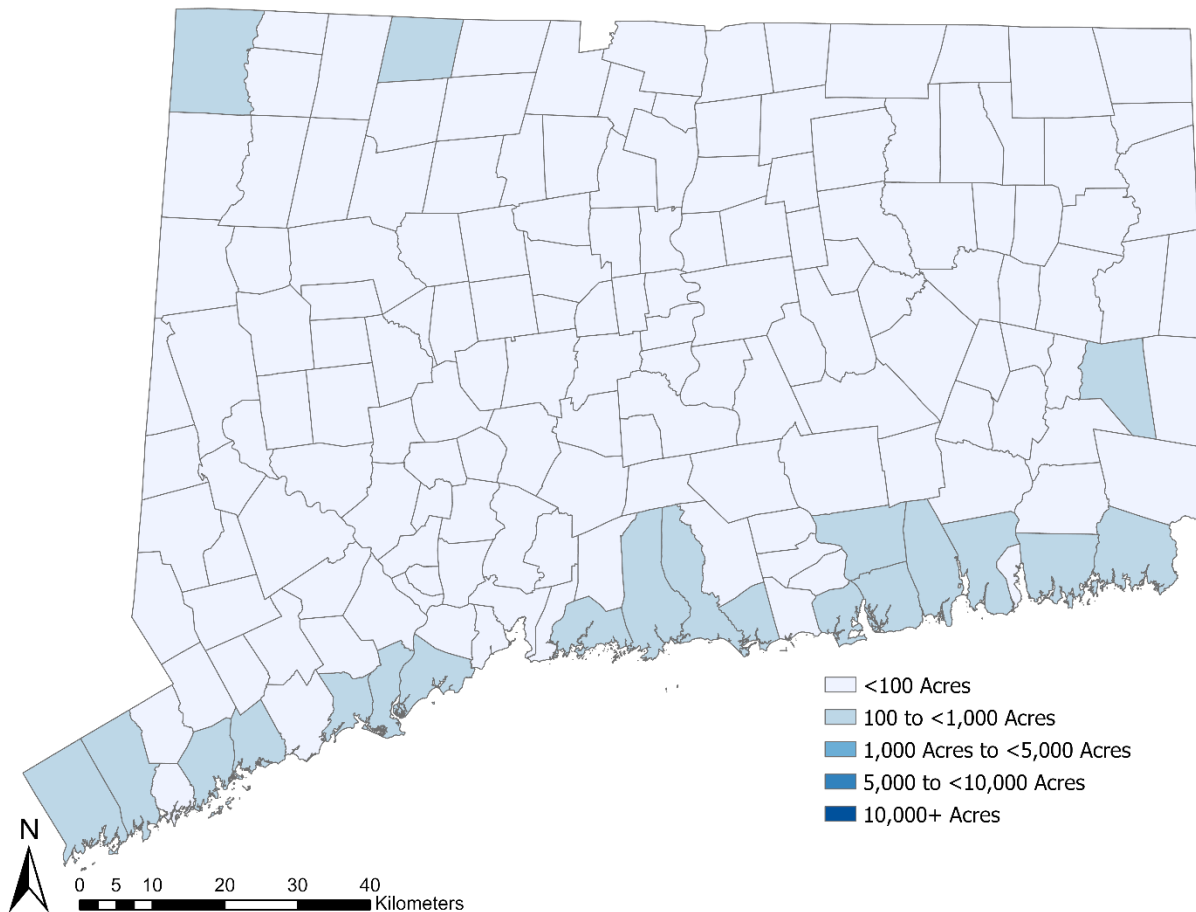 <100 Acres
100 to <1,000 Acres
1,000 Acres to <5,000 Acres
5,000 to <10,000 Acres
10,000+ Acres
N
0 5 10 20 30 40
Kilometers